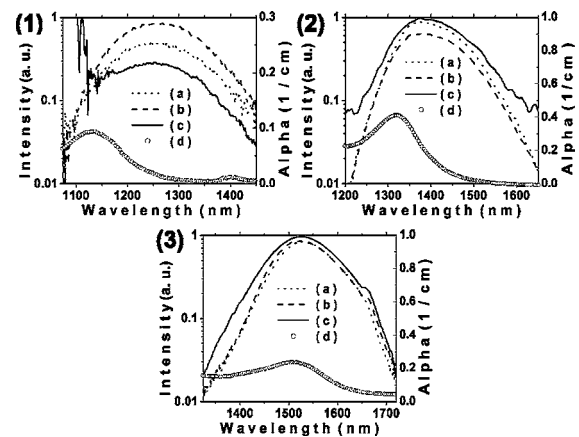 (1)
Intensity (a. u.)
1
0.1
0.01
(a)
(b)
(c)
(d)
0.3
0.2
0.1
0.0
Alpha (1/cm)
1100 1200 1300 1400
Wavelength (nm)
(2)
Intensity (a. u.)
1
0.1
0.01
(a)
(b)
(c)
(d)
1.0
0.8
0.6
0.4
0.2
0.0
Alpha (1/cm)
1200 1300 1400 1500 1600
Wavelength (nm)
(3)
Intensity (a. u.)
1
0.1
0.01
(a)
(b)
(c)
(d)
1.0
0.8
0.6
0.4
0.2
0.0
Alpha (1/cm)
1400 1500 1600 1700
Wavelength (nm)